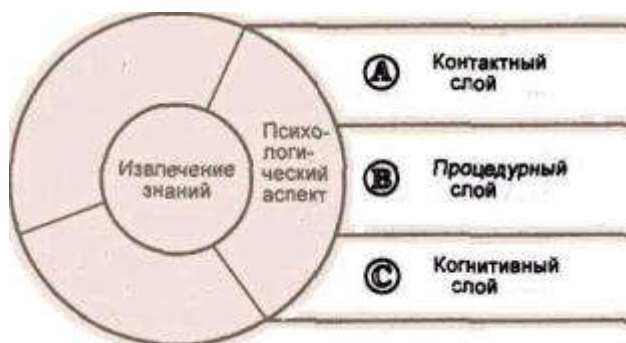 Извлечение
знаний
Психо-
логи-
ческий
аспект
A Контактный
слой
B Процедурный
слой
C Когнитивный
слой